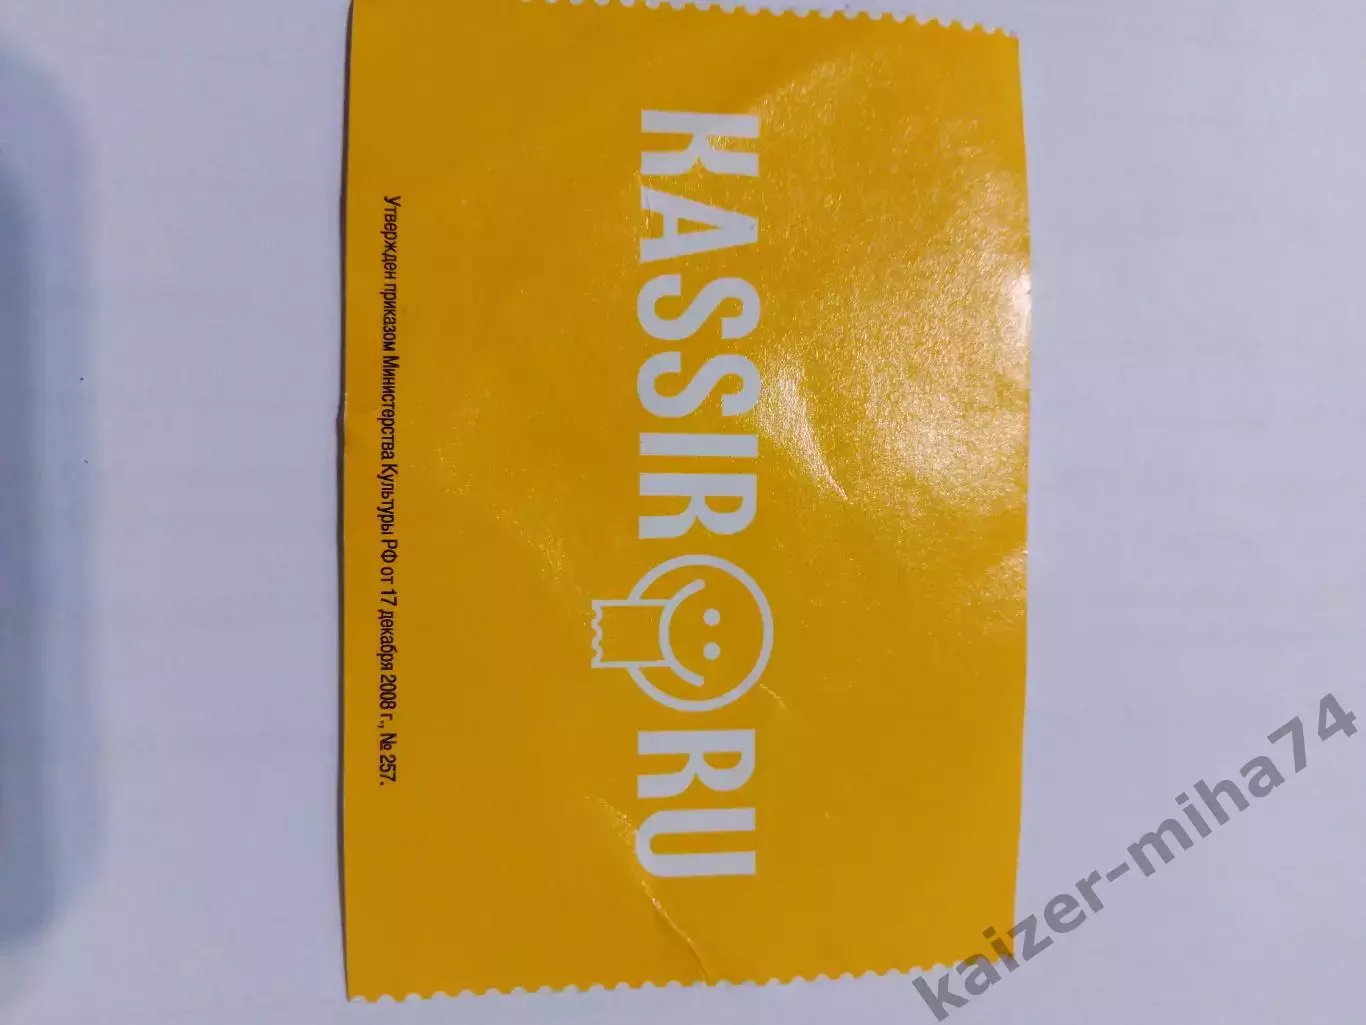 KASSIR RU
Утвержден приказом Министерства Культуры РФ от 17 декабря 2008 г., № 257.
kaizer-miha74